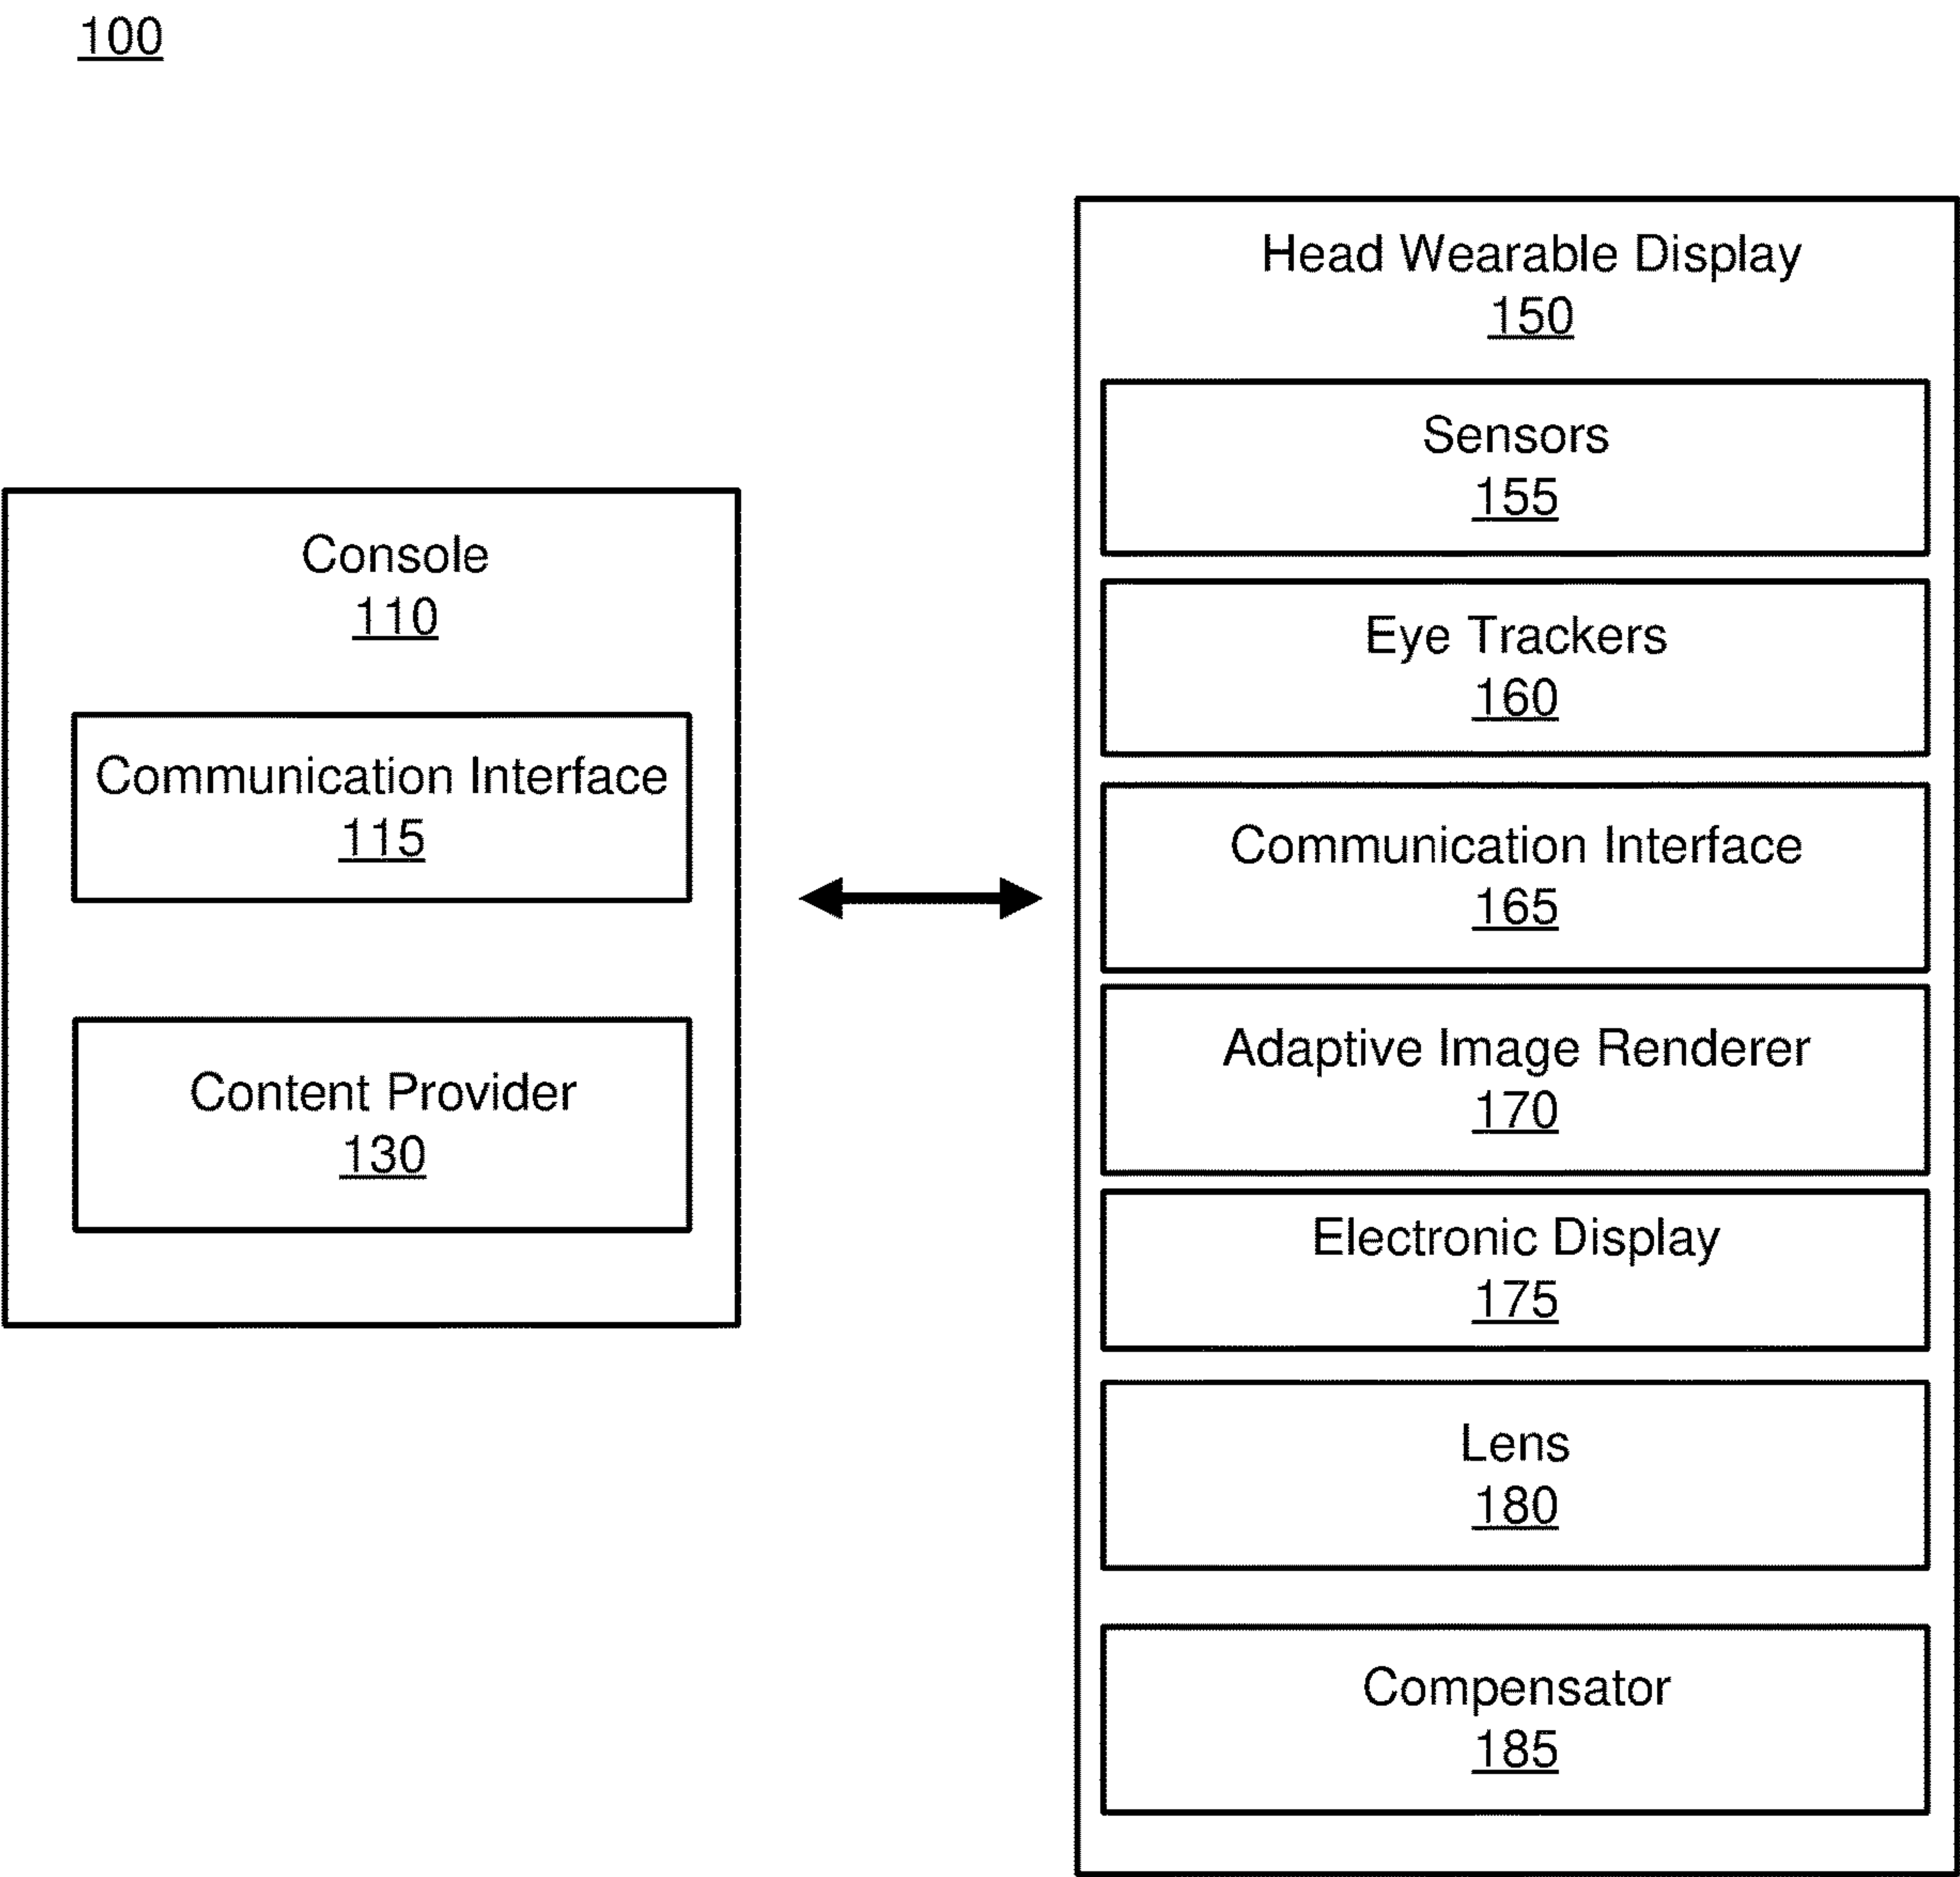 100
Console
110
Communication Interface
115
Content Provider
130
Head Wearable Display
150
Sensors
155
Eye Trackers
160
Communication Interface
165
Adaptive Image Renderer
170
Electronic Display
175
Lens
180
Compensator
185